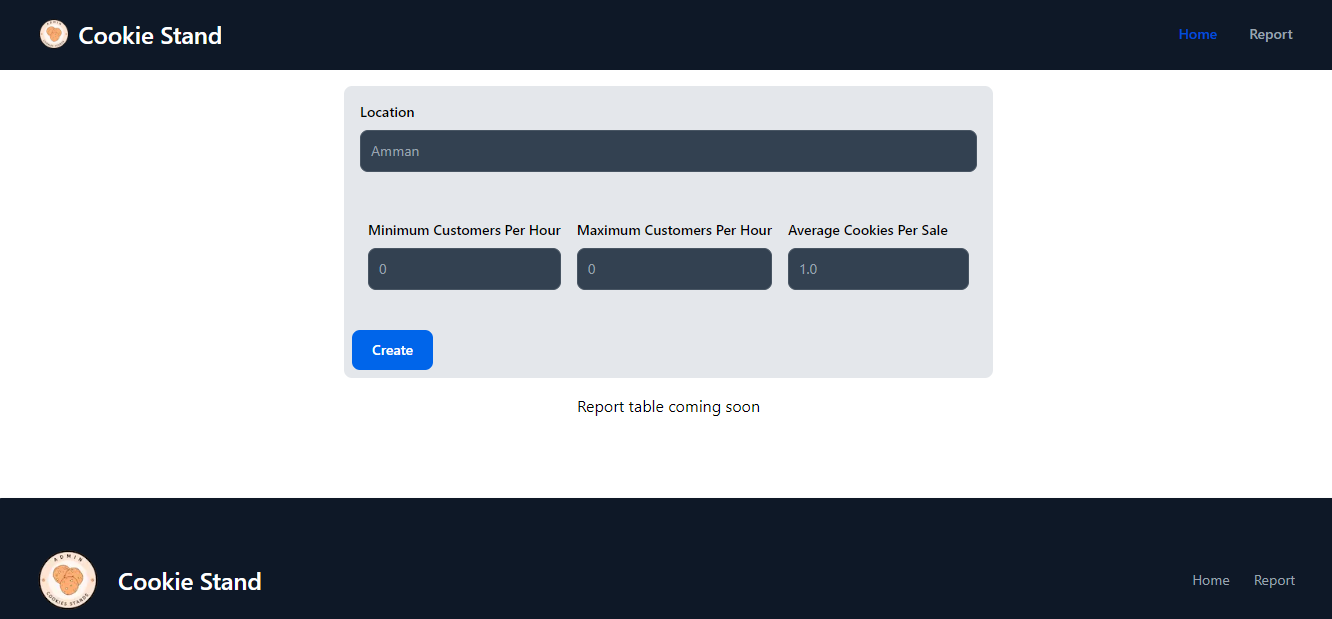 Cookie Stand
Home Report
Location
Amman
Minimum Customers Per Hour Maximum Customers Per Hour Average Cookies Per Sale
0 0 1.0
Create
Report table coming soon
ADMIN
COOKIES STANDS
Cookie Stand
Home Report